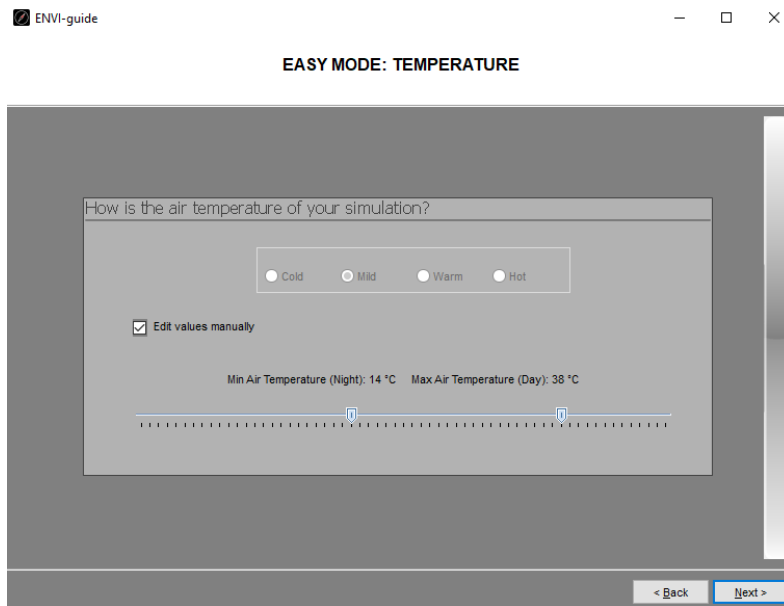 ENVI-guide
EASY MODE: TEMPERATURE
How is the air temperature of your simulation?
Cold Mild Warm Hot
Edit values manually
Min Air Temperature (Night): 14 °C Max Air Temperature (Day): 38 °C
< Back Next >